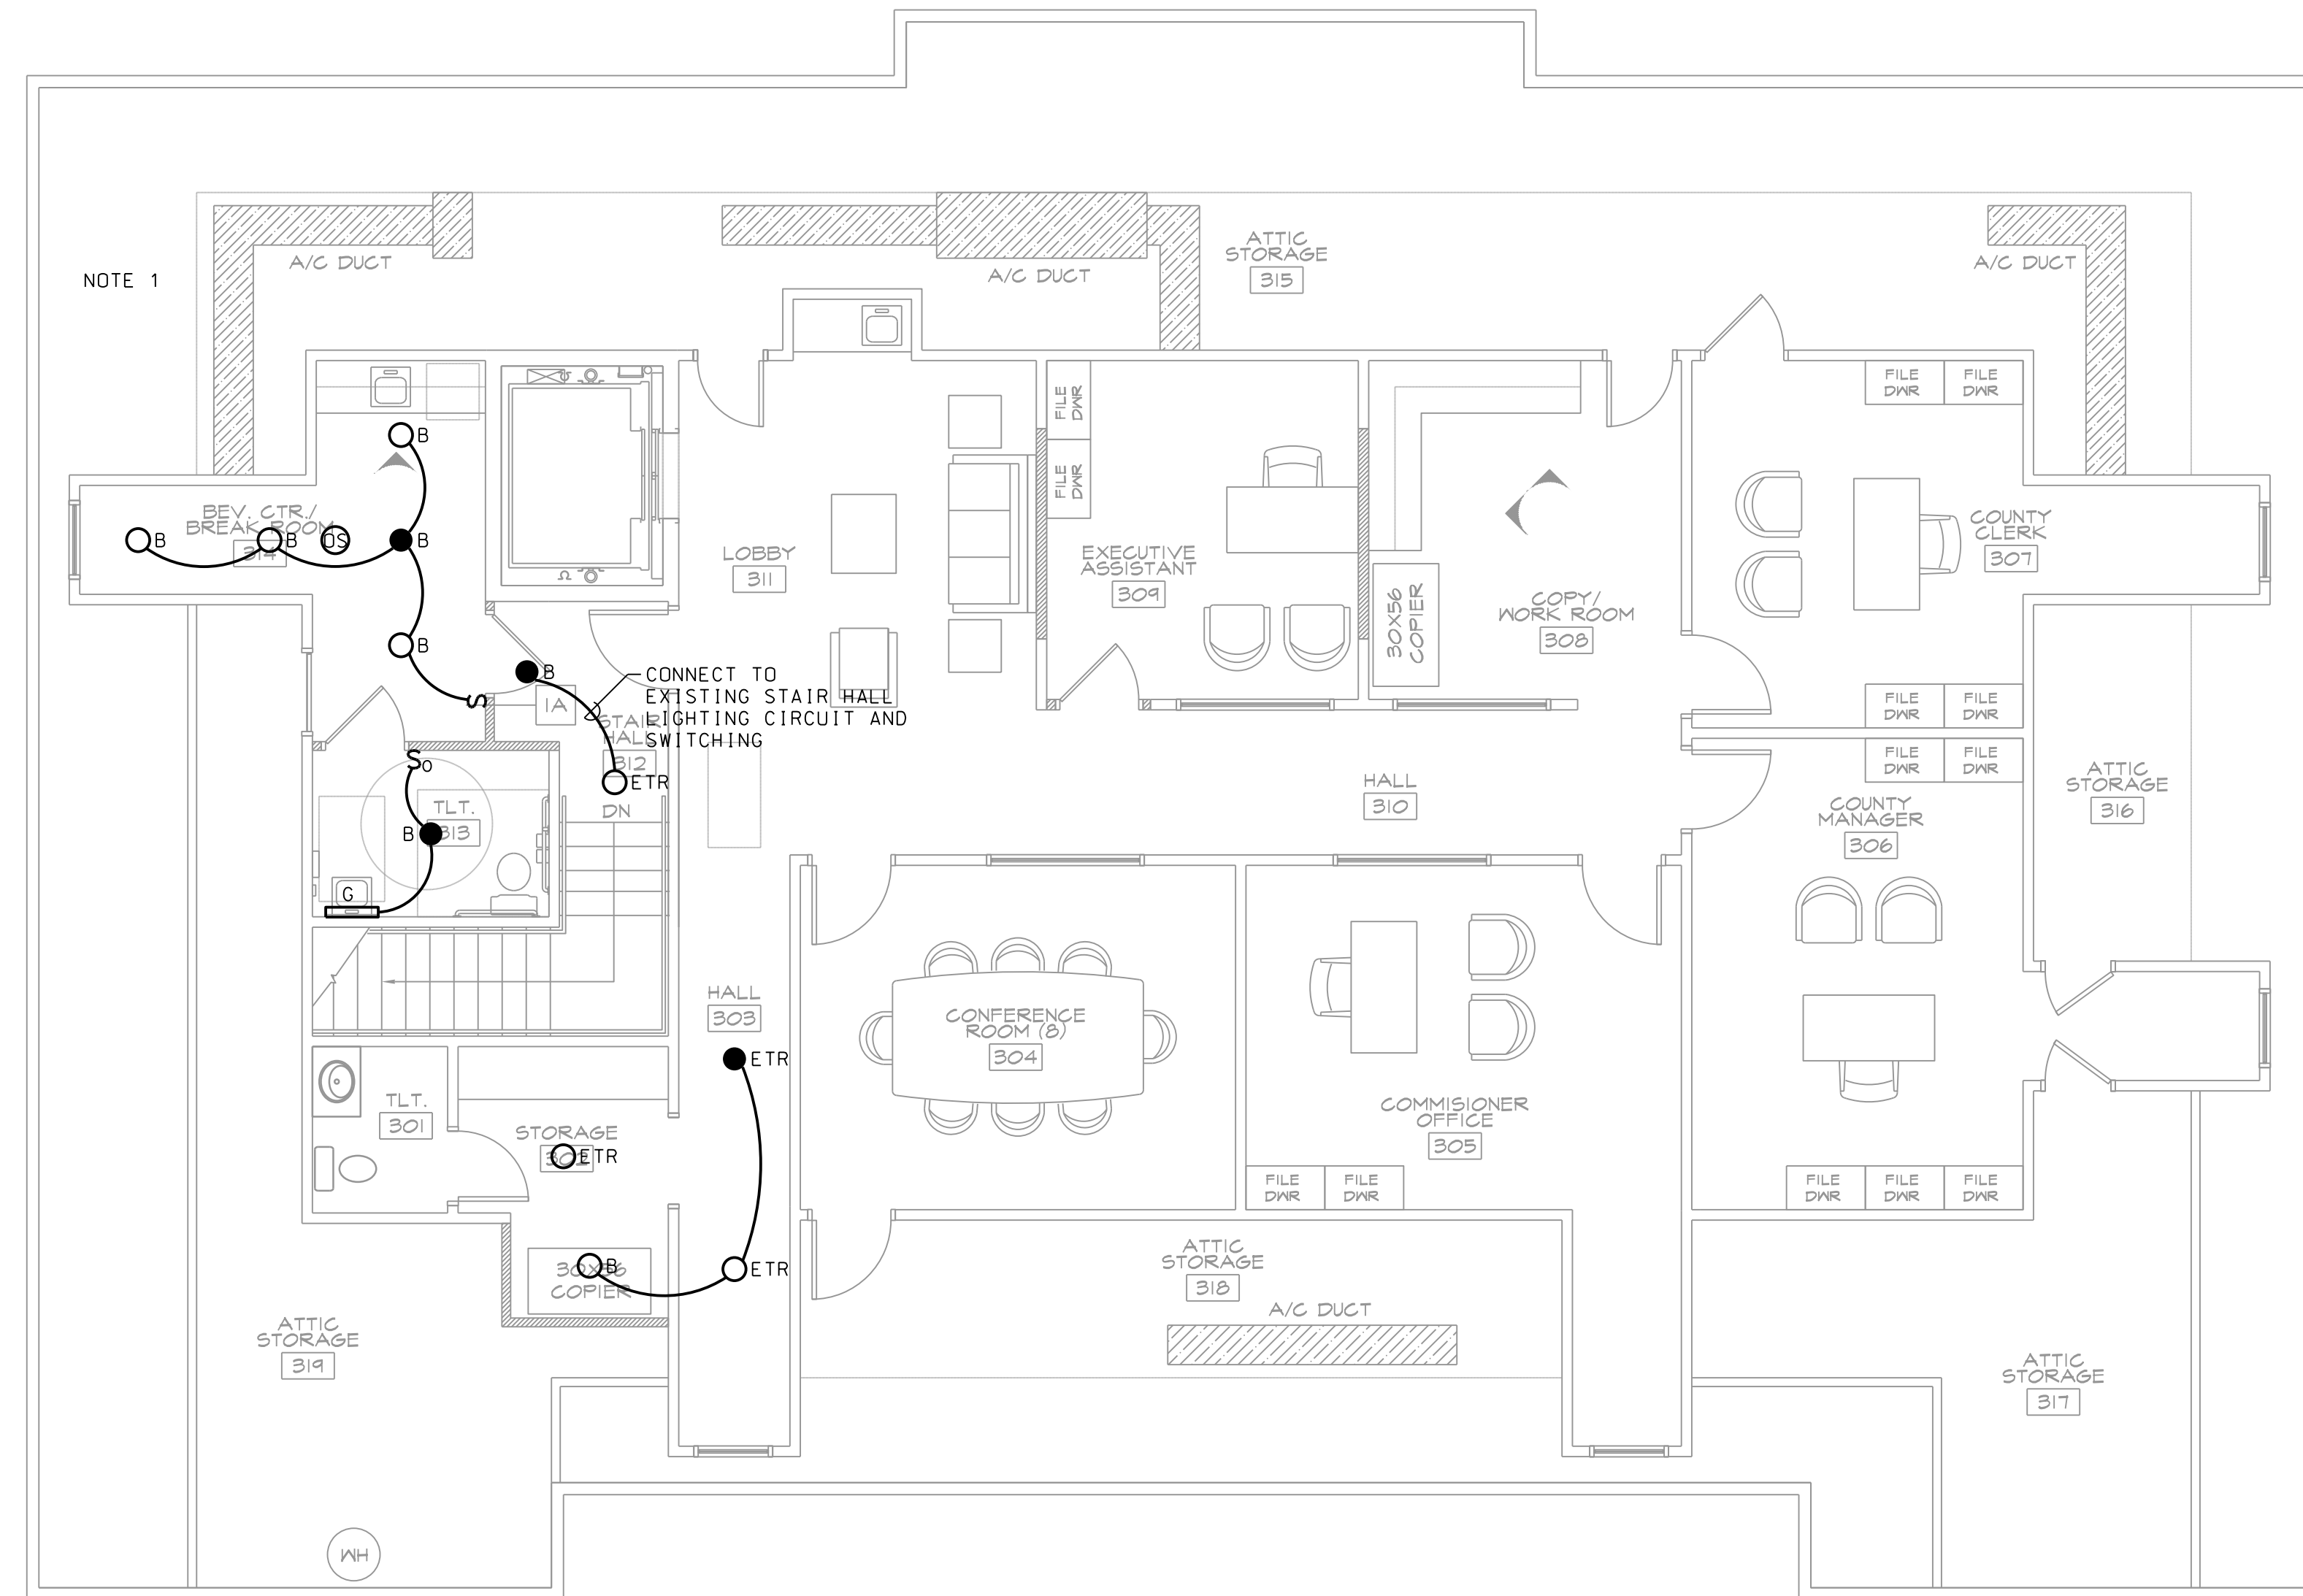 NOTE 1
A/C DUCT
A/C DUCT
ATTIC
STORAGE
315
A/C DUCT
FILE
DWR
FILE
DWR
FILE
DWR
FILE
DWR
B
BEV. CTR./
BREAK ROOM
314
B
B
OS
B
B
LOBBY
311
EXECUTIVE
ASSISTANT
309
30X56
COPIER
COPY/
WORK ROOM
308
COUNTY
CLERK
307
S
B
1A
CONNECT TO
EXISTING STAIR HALL
LIGHTING CIRCUIT AND
SWITCHING
STAIR
HALL
312
ETR
DN
FILE
DWR
FILE
DWR
FILE
DWR
FILE
DWR
So
TLT.
313
B
G
HALL
310
COUNTY
MANAGER
306
ATTIC
STORAGE
316
HALL
303
ETR
CONFERENCE
ROOM (8)
304
COMMISIONER
OFFICE
305
TLT.
301
STORAGE
302
ETR
FILE
DWR
FILE
DWR
FILE
DWR
FILE
DWR
FILE
DWR
B
30X56
COPIER
ETR
ATTIC
STORAGE
318
A/C DUCT
ATTIC
STORAGE
319
ATTIC
STORAGE
317
WH